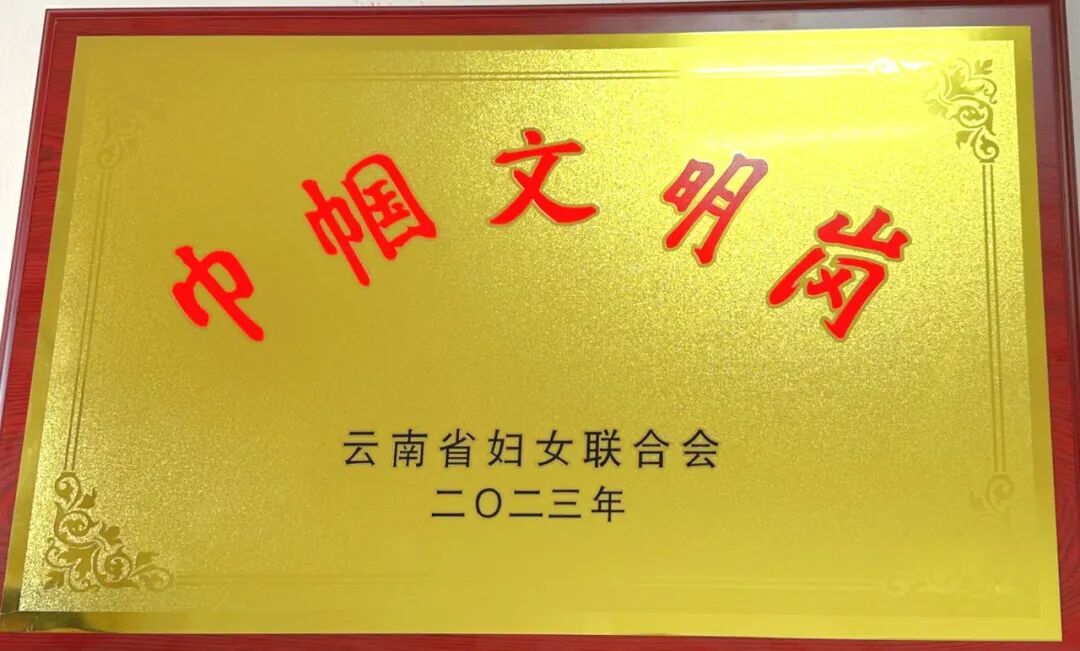 巾帼文明岗
云南省妇女联合会
二〇二三年